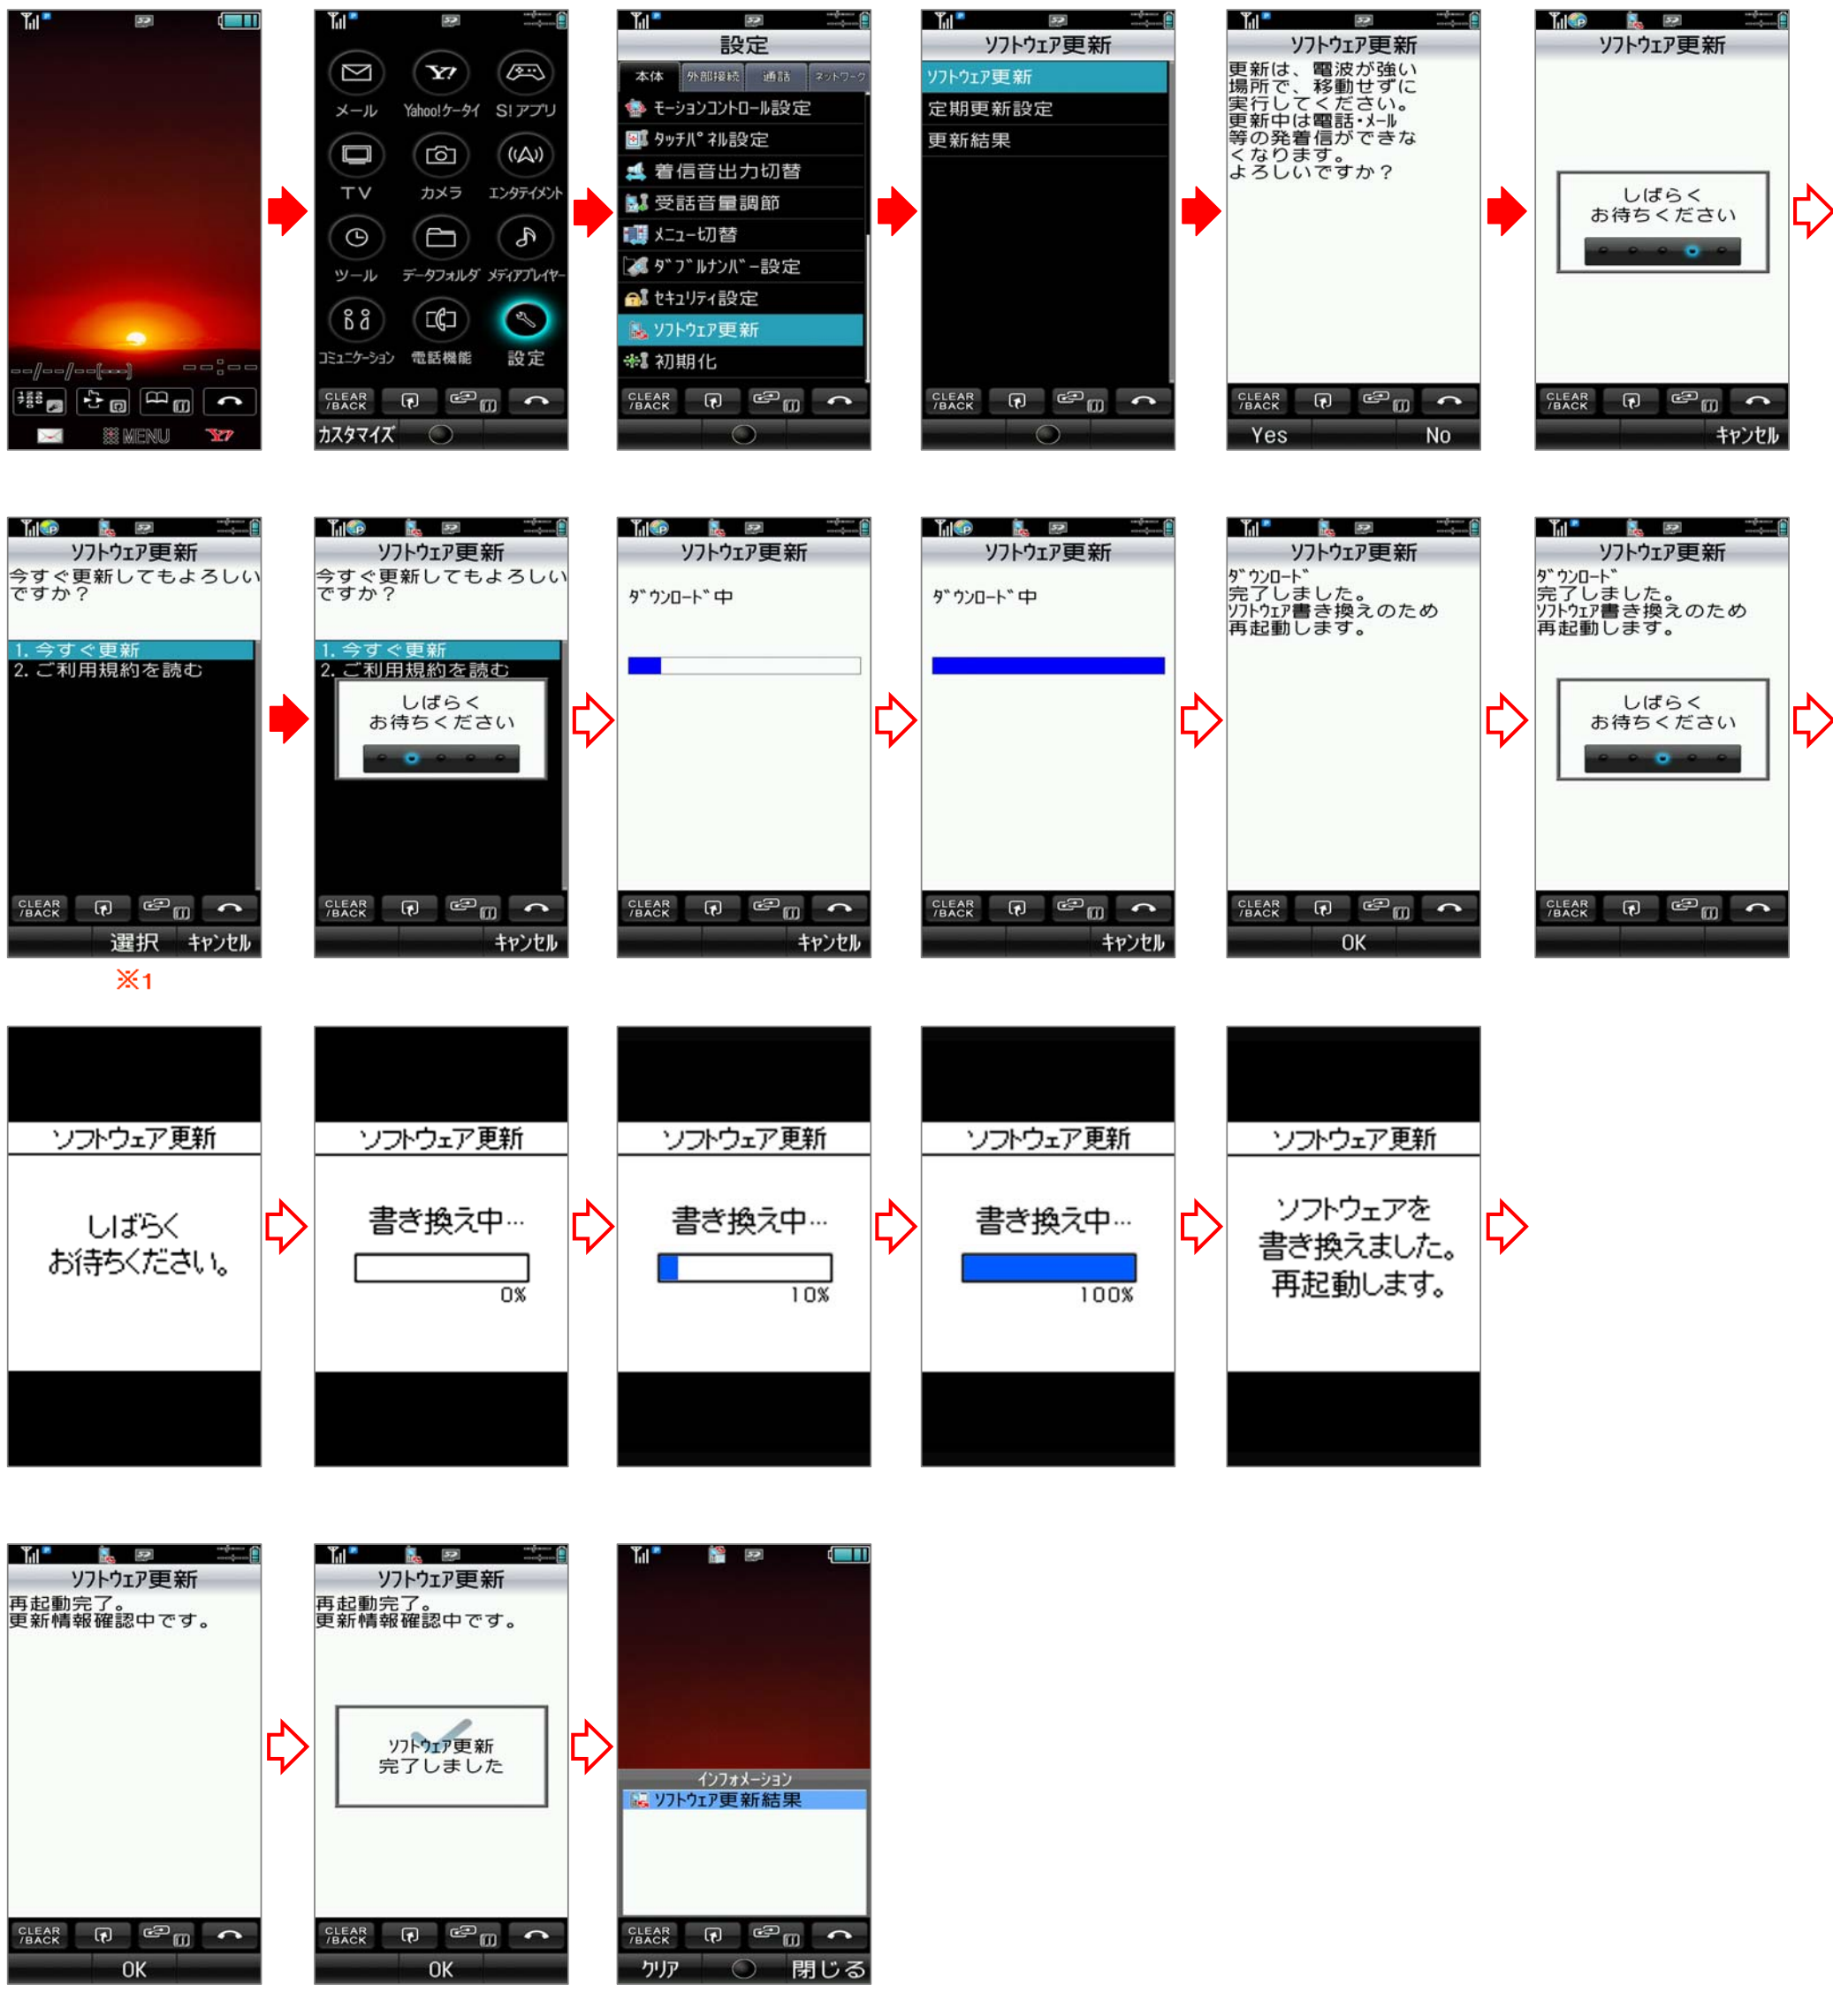 --/--/--[---] --:--
MENU Y!
メール Yahoo!ケータイ S!アプリ
TV カメラ エンタテイメント
ツール データフォルダ メディアプレイヤー
コミュニケーション 電話機能 設定
CLEAR/BACK
カスタマイズ
設定
本体 外部接続 通話 ネットワーク
モーションコントロール設定
タッチパネル設定
着信音出力切替
受話音量調節
メニュー切替
ダブルナンバー設定
セキュリティ設定
ソフトウェア更新
初期化
CLEAR/BACK
ソフトウェア更新
ソフトウェア更新
定期更新設定
更新結果
CLEAR/BACK
ソフトウェア更新
更新は、電波が強い
場所で、移動せずに
実行してください。
更新中は電話・メール
等の発着信ができな
くなります。
よろしいですか？
CLEAR/BACK
Yes No
ソフトウェア更新
しばらく
お待ちください
CLEAR/BACK
キャンセル
ソフトウェア更新
今すぐ更新してもよろしい
ですか？
1.今すぐ更新
2.ご利用規約を読む
CLEAR/BACK
選択 キャンセル
※1
ソフトウェア更新
今すぐ更新してもよろしい
ですか？
1.今すぐ更新
2.ご利用規約を読む
しばらく
お待ちください
CLEAR/BACK
キャンセル
ソフトウェア更新
ダウンロード中
CLEAR/BACK
キャンセル
ソフトウェア更新
ダウンロード中
CLEAR/BACK
キャンセル
ソフトウェア更新
ダウンロード
完了しました。
ソフトウェア書き換えのため
再起動します。
CLEAR/BACK
OK
ソフトウェア更新
ダウンロード
完了しました。
ソフトウェア書き換えのため
再起動します。
しばらく
お待ちください
CLEAR/BACK
ソフトウェア更新
しばらく
お待ちください。
ソフトウェア更新
書き換え中…
0%
ソフトウェア更新
書き換え中…
10%
ソフトウェア更新
書き換え中…
100%
ソフトウェア更新
ソフトウェアを
書き換えました。
再起動します。
ソフトウェア更新
再起動完了。
更新情報確認中です。
CLEAR/BACK
OK
ソフトウェア更新
再起動完了。
更新情報確認中です。
ソフトウェア更新
完了しました
CLEAR/BACK
OK
インフォメーション
ソフトウェア更新結果
CLEAR/BACK
クリア 閉じる